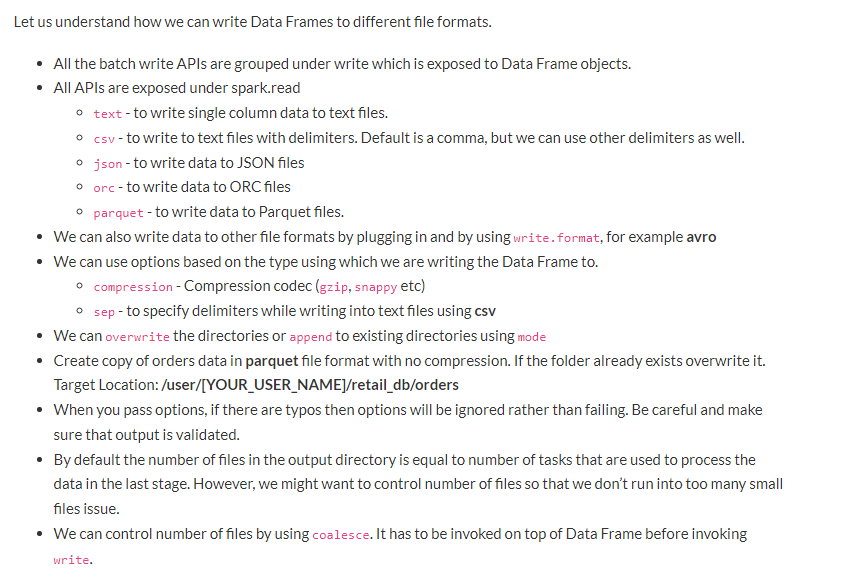 Let us understand how we can write Data Frames to different file formats.
All the batch write APIs are grouped under write which is exposed to Data Frame objects.
All APIs are exposed under spark.read
text - to write single column data to text files.
csv - to write to text files with delimiters. Default is a comma, but we can use other delimiters as well.
json - to write data to JSON files
orc - to write data to ORC files
parquet - to write data to Parquet files.
We can also write data to other file formats by plugging in and by using write.format, for example avro
We can use options based on the type using which we are writing the Data Frame to.
compression - Compression codec (gzip, snappy etc)
sep - to specify delimiters while writing into text files using csv
We can overwrite the directories or append to existing directories using mode
Create copy of orders data in parquet file format with no compression. If the folder already exists overwrite it.
Target Location: /user/[YOUR_USER_NAME]/retail_db/orders
When you pass options, if there are typos then options will be ignored rather than failing. Be careful and make
sure that output is validated.
By default the number of files in the output directory is equal to number of tasks that are used to process the
data in the last stage. However, we might want to control number of files so that we don't run into too many small
files issue.
We can control number of files by using coalesce. It has to be invoked on top of Data Frame before invoking
write.